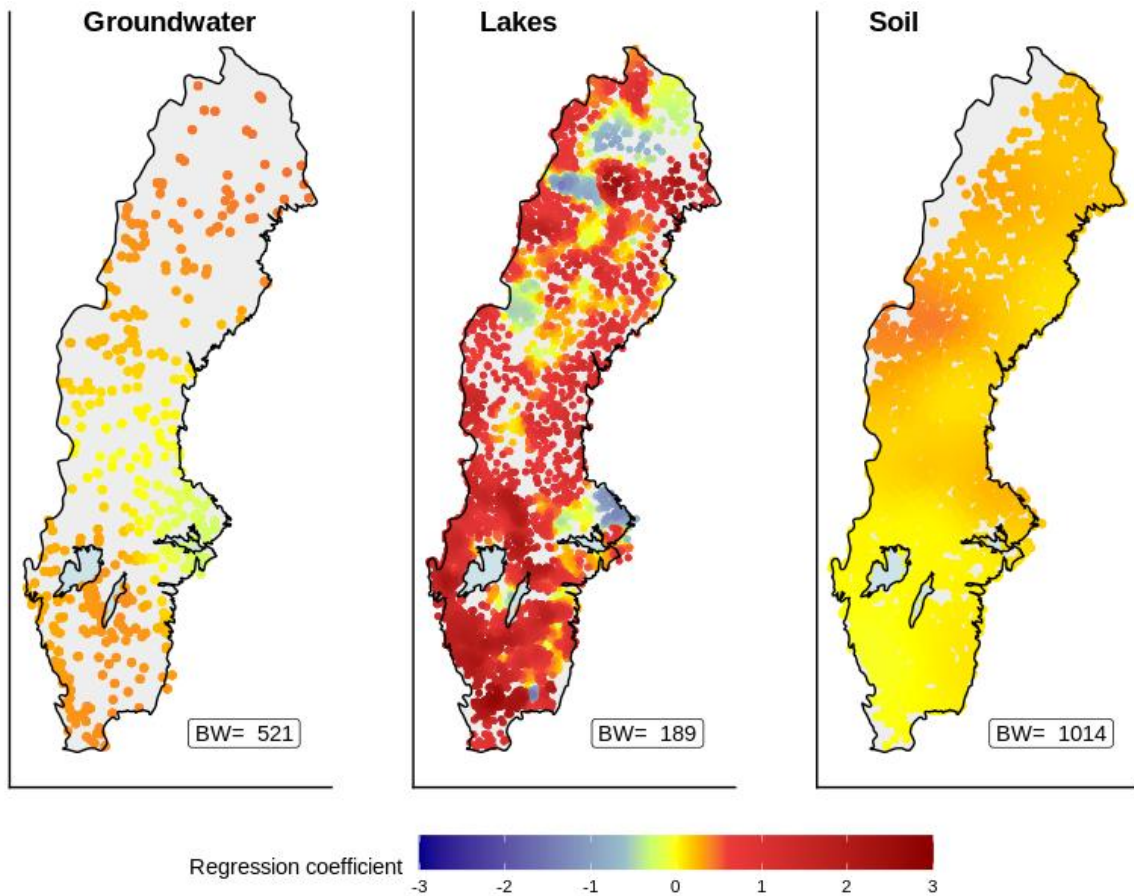 Groundwater
Lakes
Soil
BW= 521
BW= 189
BW= 1014
Regression coefficient
-3 -2 -1 0 1 2 3